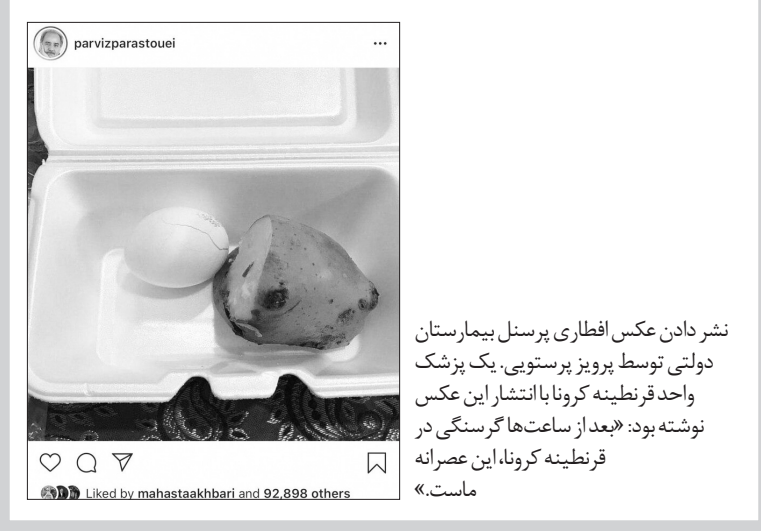 parvizparastouei
Liked by mahastaakhbari and 92,898 others
نشر دادن عکس افطاری پرسنل بیمارستان
دولتی توسط پرویز پرستویی. یک پزشک
واحد قرنطینه کرونا با انتشار این عکس
نوشته بود: «بعد از ساعت‌ها گرسنگی در
قرنطینه کرونا، این عصرانه
ماست.»